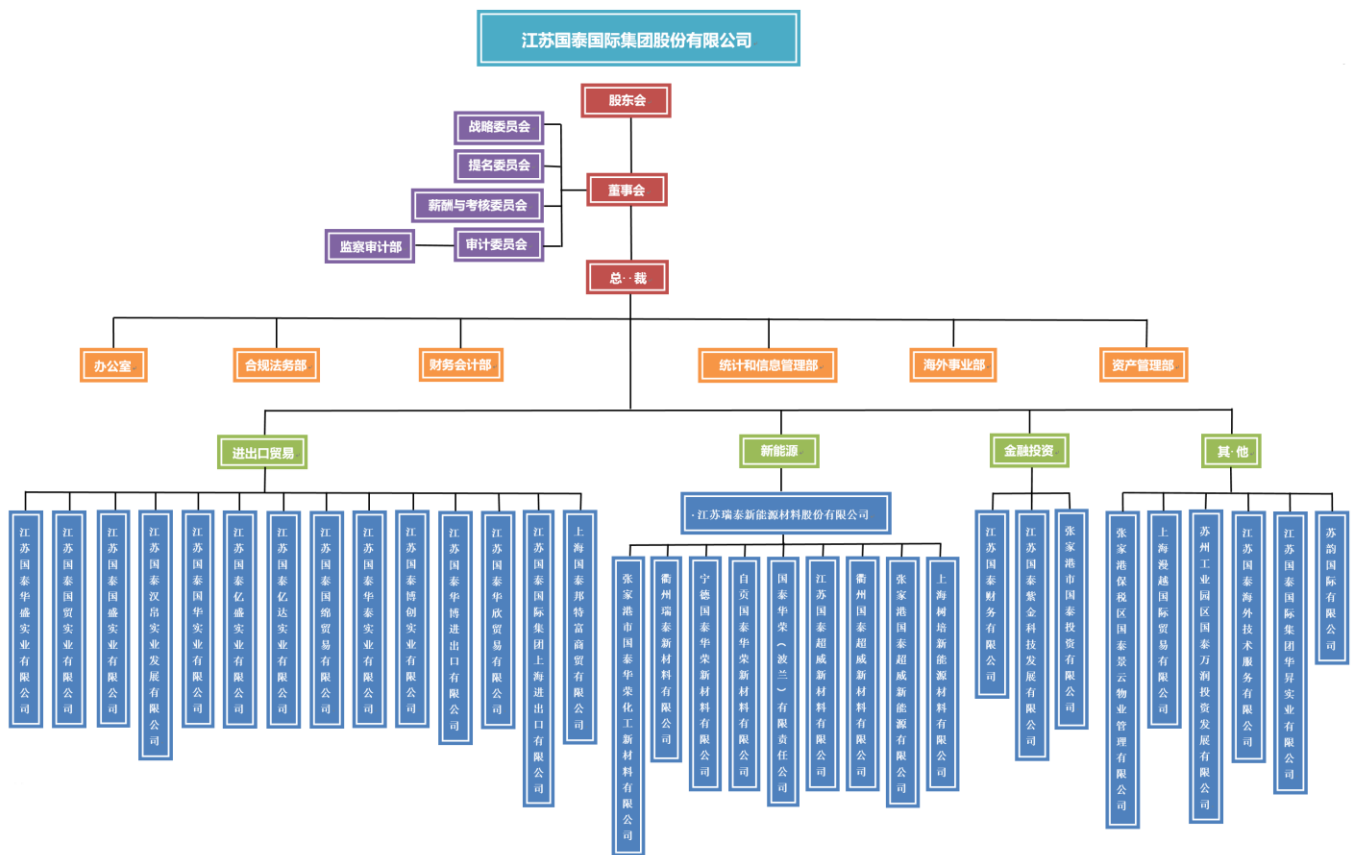 江苏国泰国际集团股份有限公司
股东会
战略委员会
提名委员会
董事会
薪酬与考核委员会
监察审计部
审计委员会
总··裁
办公室
合规法务部
财务会计部
统计和信息管理部
海外事业部
资产管理部
进出口贸易
新能源
金融投资
其·他
江苏国泰华盛实业有限公司
江苏国泰国贸实业有限公司
江苏国泰国盛实业有限公司
江苏国泰汉帛实业发展有限公司
江苏国泰国华实业有限公司
江苏国泰亿盛实业有限公司
江苏国泰亿达实业有限公司
江苏国泰国绵贸易有限公司
江苏国泰华泰实业有限公司
江苏国泰博创实业有限公司
江苏国泰华博进出口有限公司
江苏国泰华欣贸易有限公司
江苏国泰国际集团上海进出口有限公司
上海国泰邦特富商贸有限公司
·江苏瑞泰新能源材料股份有限公司
张家港市国泰华荣化工新材料有限公司
衢州瑞泰新材料有限公司
宁德国泰华荣新材料有限公司
自贡国泰华荣新材料有限公司
国泰华荣（波兰）有限责任公司
江苏国泰超威新材料有限公司
衢州国泰超威新材料有限公司
张家港国泰超威新能源有限公司
上海树培新能源材料有限公司
江苏国泰财务有限公司
江苏国泰紫金科技发展有限公司
张家港市国泰投资有限公司
张家港保税区国泰景云物业管理有限公司
上海漫越国际贸易有限公司
苏州工业园区国泰万润投资发展有限公司
江苏国泰海外技术服务有限公司
江苏国泰国际集团华昇实业有限公司
苏韵国际有限公司